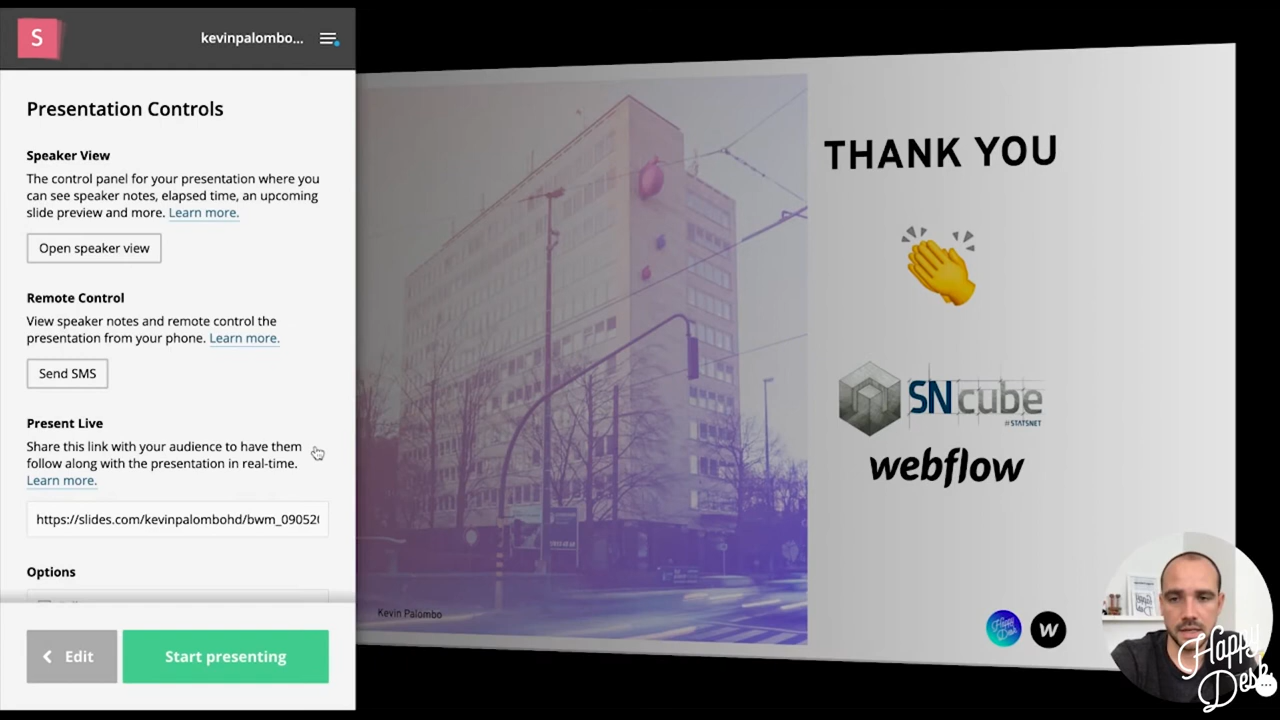 S
kevinpalombo...
Presentation Controls
Speaker View
The control panel for your presentation where you
can see speaker notes, elapsed time, an upcoming
slide preview and more. Learn more.
Open speaker view
Remote Control
View speaker notes and remote control the
presentation from your phone. Learn more.
Send SMS
Present Live
Share this link with your audience to have them
follow along with the presentation in real-time.
Learn more.
https://slides.com/kevinpalombohd/bwm_09052
Options
Edit
Start presenting
THANK YOU
SNcube
#STATSNET
webflow
Kevin Palombo
Happy
Desk
W
Happy
Desk